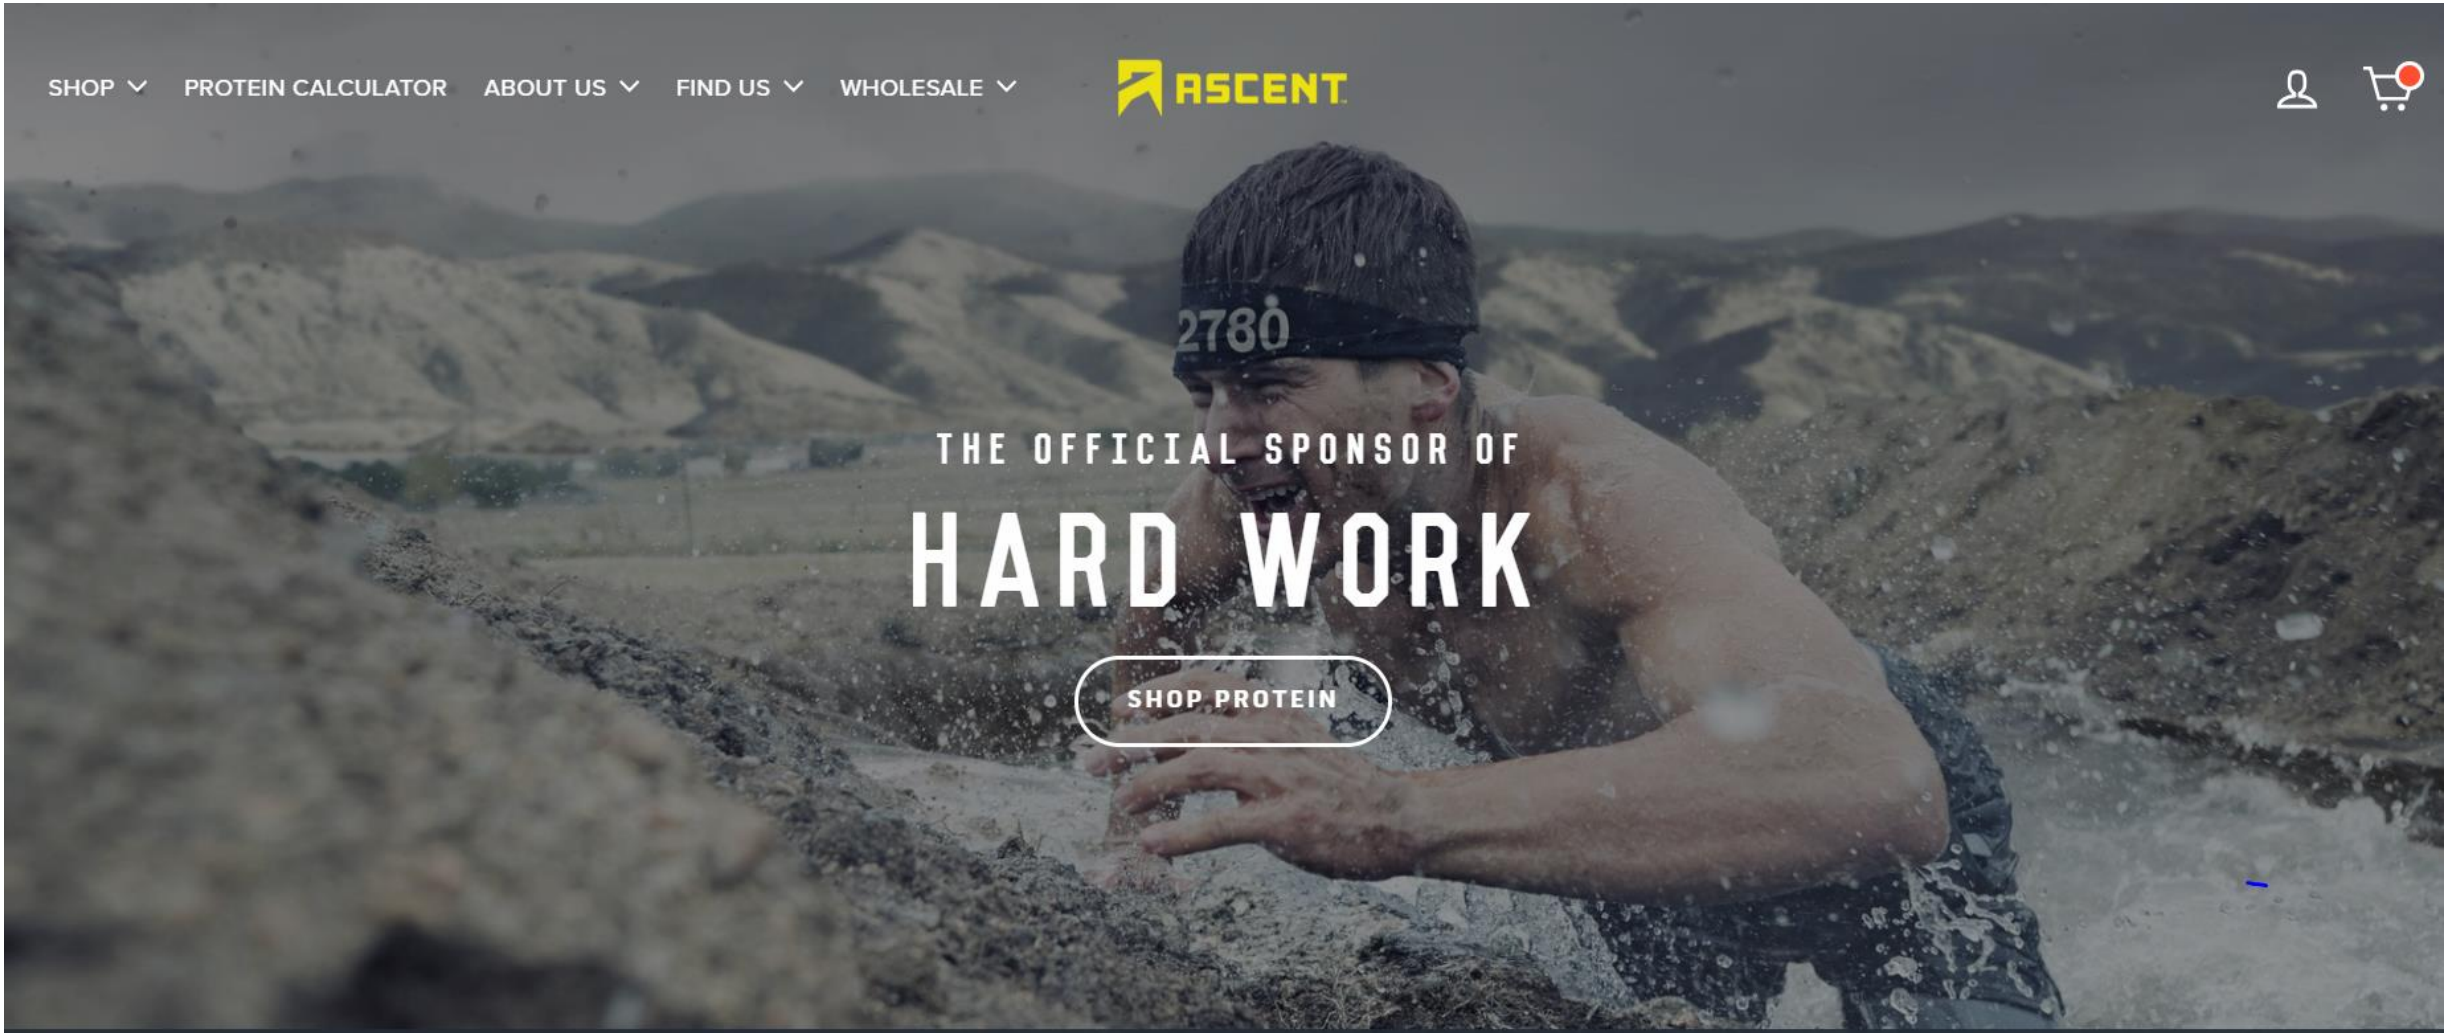 SHOP
PROTEIN CALCULATOR
ABOUT US
FIND US
WHOLESALE
ASCENT
2780
THE OFFICIAL SPONSOR OF
HARD WORK
SHOP PROTEIN